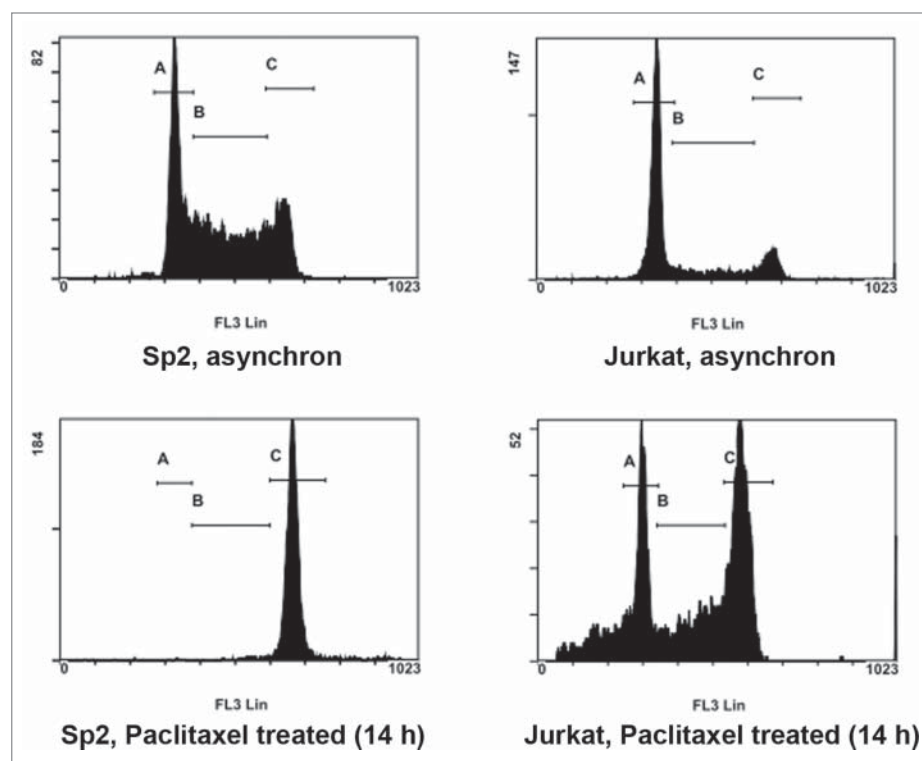 82
A
B
C
0
1023
FL3 Lin
Sp2, asynchron
147
A
B
C
0
1023
FL3 Lin
Jurkat, asynchron
184
A
B
C
0
1023
FL3 Lin
Sp2, Paclitaxel treated (14 h)
52
A
B
C
0
1023
FL3 Lin
Jurkat, Paclitaxel treated (14 h)